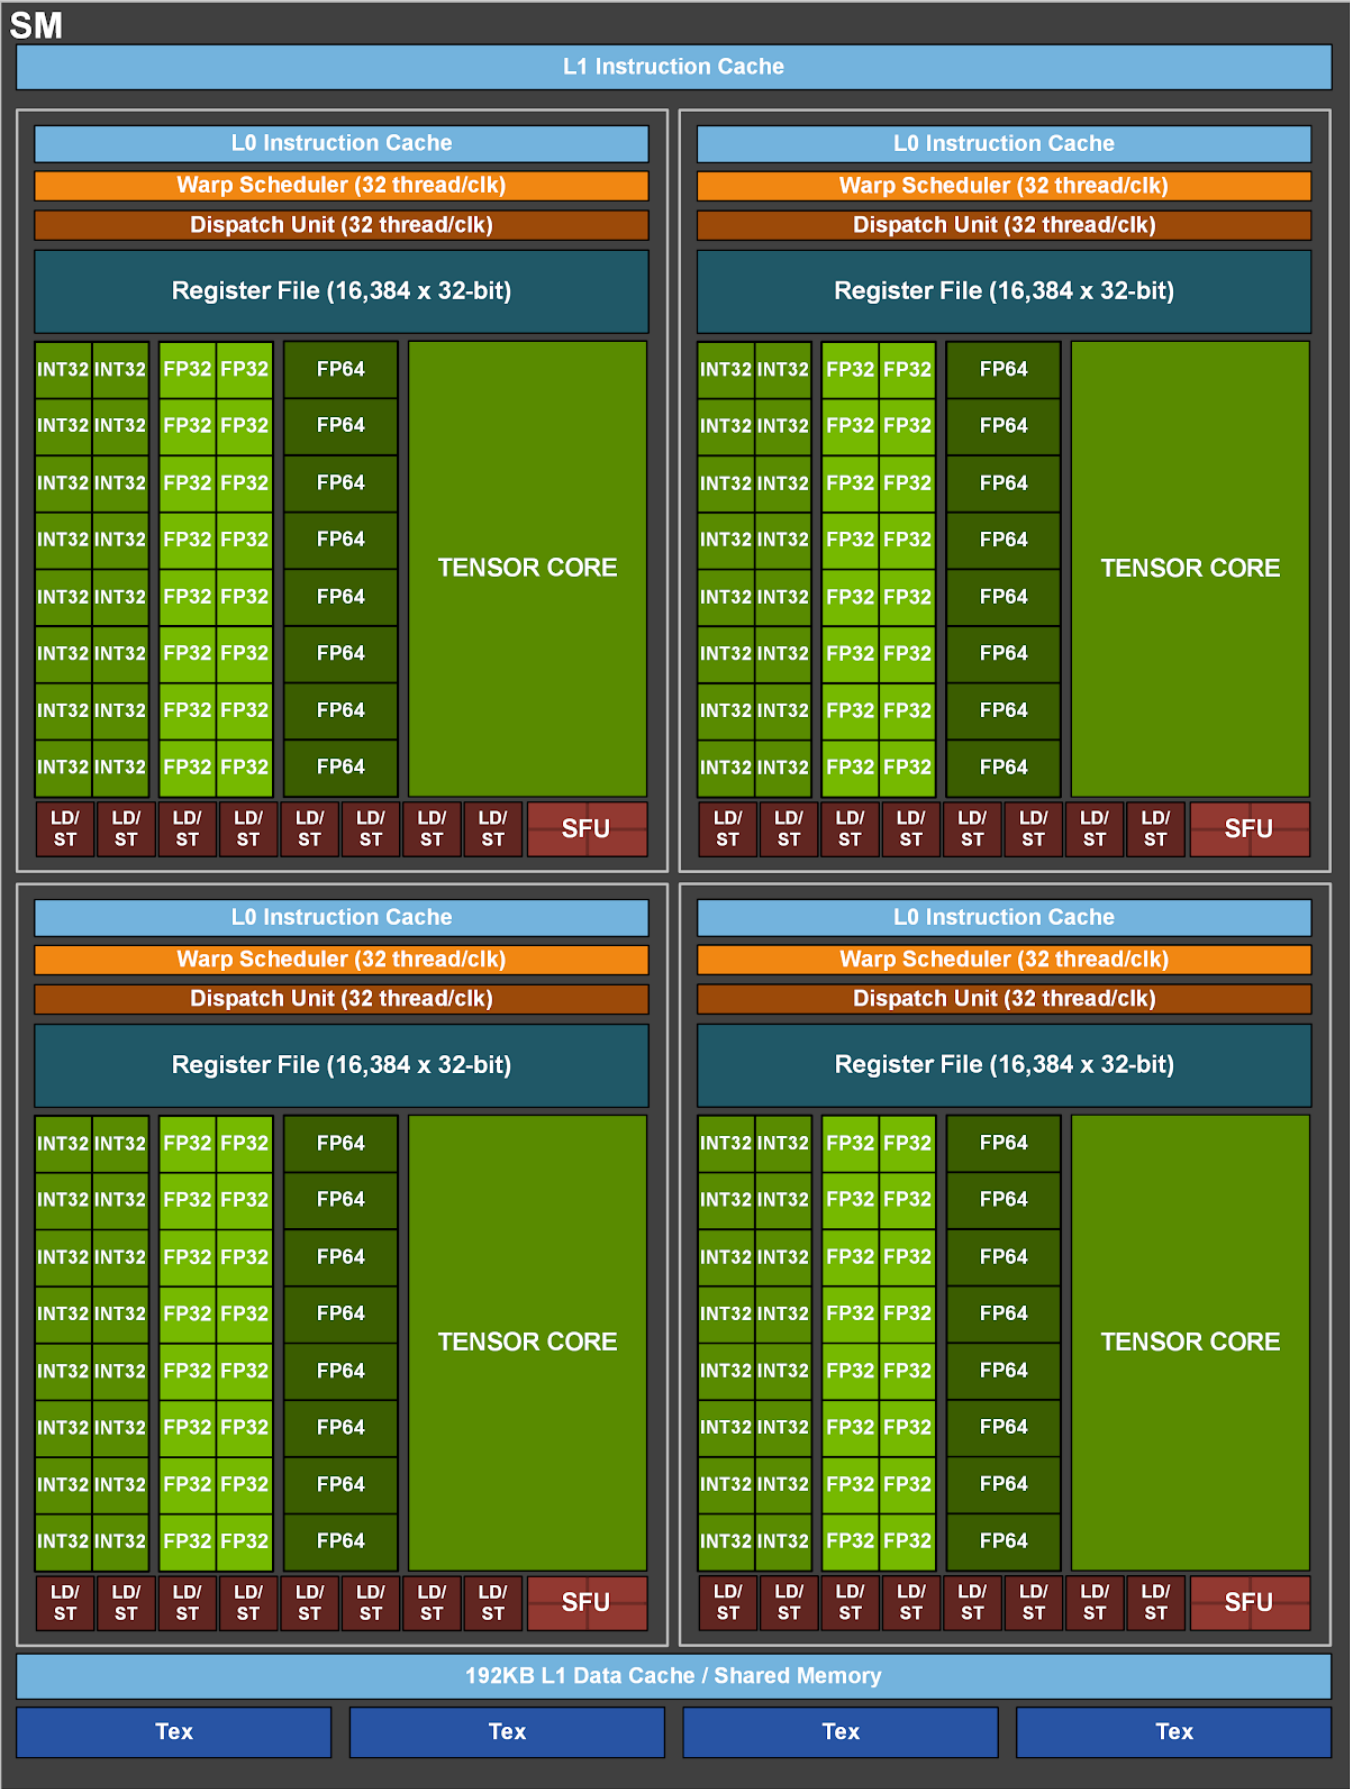 SM
L1 Instruction Cache
L0 Instruction Cache
Warp Scheduler (32 thread/clk)
Dispatch Unit (32 thread/clk)
Register File (16,384 x 32-bit)
INT32 INT32 FP32 FP32 FP64
INT32 INT32 FP32 FP32 FP64
INT32 INT32 FP32 FP32 FP64
INT32 INT32 FP32 FP32 FP64
TENSOR CORE
INT32 INT32 FP32 FP32 FP64
INT32 INT32 FP32 FP32 FP64
INT32 INT32 FP32 FP32 FP64
INT32 INT32 FP32 FP32 FP64
LD/ LD/ LD/ LD/ LD/ LD/ LD/ LD/ SFU
ST ST ST ST ST ST ST ST
L0 Instruction Cache
Warp Scheduler (32 thread/clk)
Dispatch Unit (32 thread/clk)
Register File (16,384 x 32-bit)
INT32 INT32 FP32 FP32 FP64
INT32 INT32 FP32 FP32 FP64
INT32 INT32 FP32 FP32 FP64
INT32 INT32 FP32 FP32 FP64
TENSOR CORE
INT32 INT32 FP32 FP32 FP64
INT32 INT32 FP32 FP32 FP64
INT32 INT32 FP32 FP32 FP64
INT32 INT32 FP32 FP32 FP64
LD/ LD/ LD/ LD/ LD/ LD/ LD/ LD/ SFU
ST ST ST ST ST ST ST ST
L0 Instruction Cache
Warp Scheduler (32 thread/clk)
Dispatch Unit (32 thread/clk)
Register File (16,384 x 32-bit)
INT32 INT32 FP32 FP32 FP64
INT32 INT32 FP32 FP32 FP64
INT32 INT32 FP32 FP32 FP64
INT32 INT32 FP32 FP32 FP64
TENSOR CORE
INT32 INT32 FP32 FP32 FP64
INT32 INT32 FP32 FP32 FP64
INT32 INT32 FP32 FP32 FP64
INT32 INT32 FP32 FP32 FP64
LD/ LD/ LD/ LD/ LD/ LD/ LD/ LD/ SFU
ST ST ST ST ST ST ST ST
L0 Instruction Cache
Warp Scheduler (32 thread/clk)
Dispatch Unit (32 thread/clk)
Register File (16,384 x 32-bit)
INT32 INT32 FP32 FP32 FP64
INT32 INT32 FP32 FP32 FP64
INT32 INT32 FP32 FP32 FP64
INT32 INT32 FP32 FP32 FP64
TENSOR CORE
INT32 INT32 FP32 FP32 FP64
INT32 INT32 FP32 FP32 FP64
INT32 INT32 FP32 FP32 FP64
INT32 INT32 FP32 FP32 FP64
LD/ LD/ LD/ LD/ LD/ LD/ LD/ LD/ SFU
ST ST ST ST ST ST ST ST
192KB L1 Data Cache / Shared Memory
Tex Tex Tex Tex